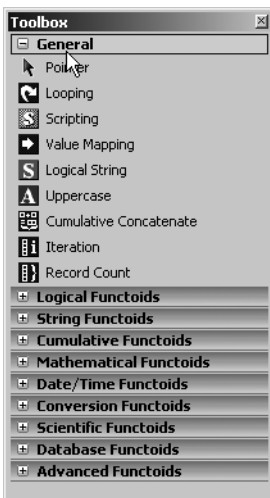 Toolbox
General
Pointer
Looping
Scripting
Value Mapping
Logical String
Uppercase
Cumulative Concatenate
Iteration
Record Count
Logical Functoids
String Functoids
Cumulative Functoids
Mathematical Functoids
Date/Time Functoids
Conversion Functoids
Scientific Functoids
Database Functoids
Advanced Functoids